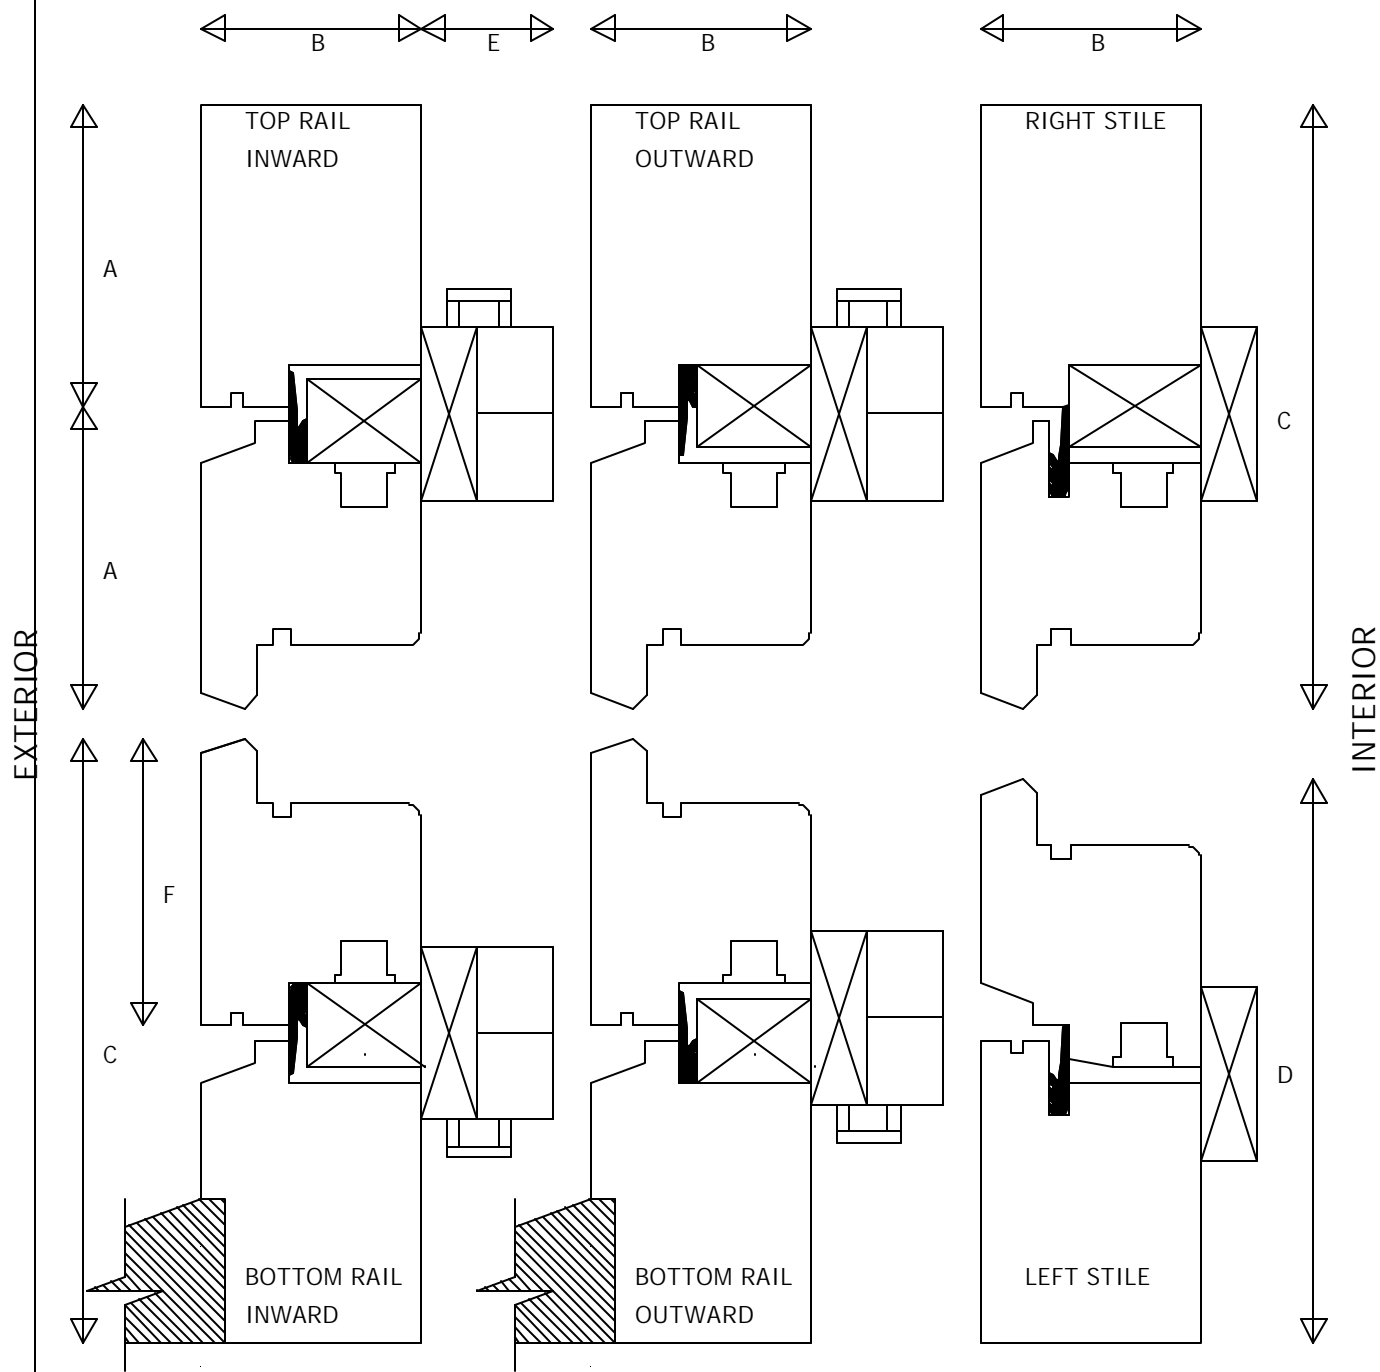 B
E
B
B
TOP RAIL
INWARD
TOP RAIL
OUTWARD
RIGHT STILE
A
C
A
EXTERIOR
INTERIOR
F
C
D
BOTTOM RAIL
INWARD
BOTTOM RAIL
OUTWARD
LEFT STILE